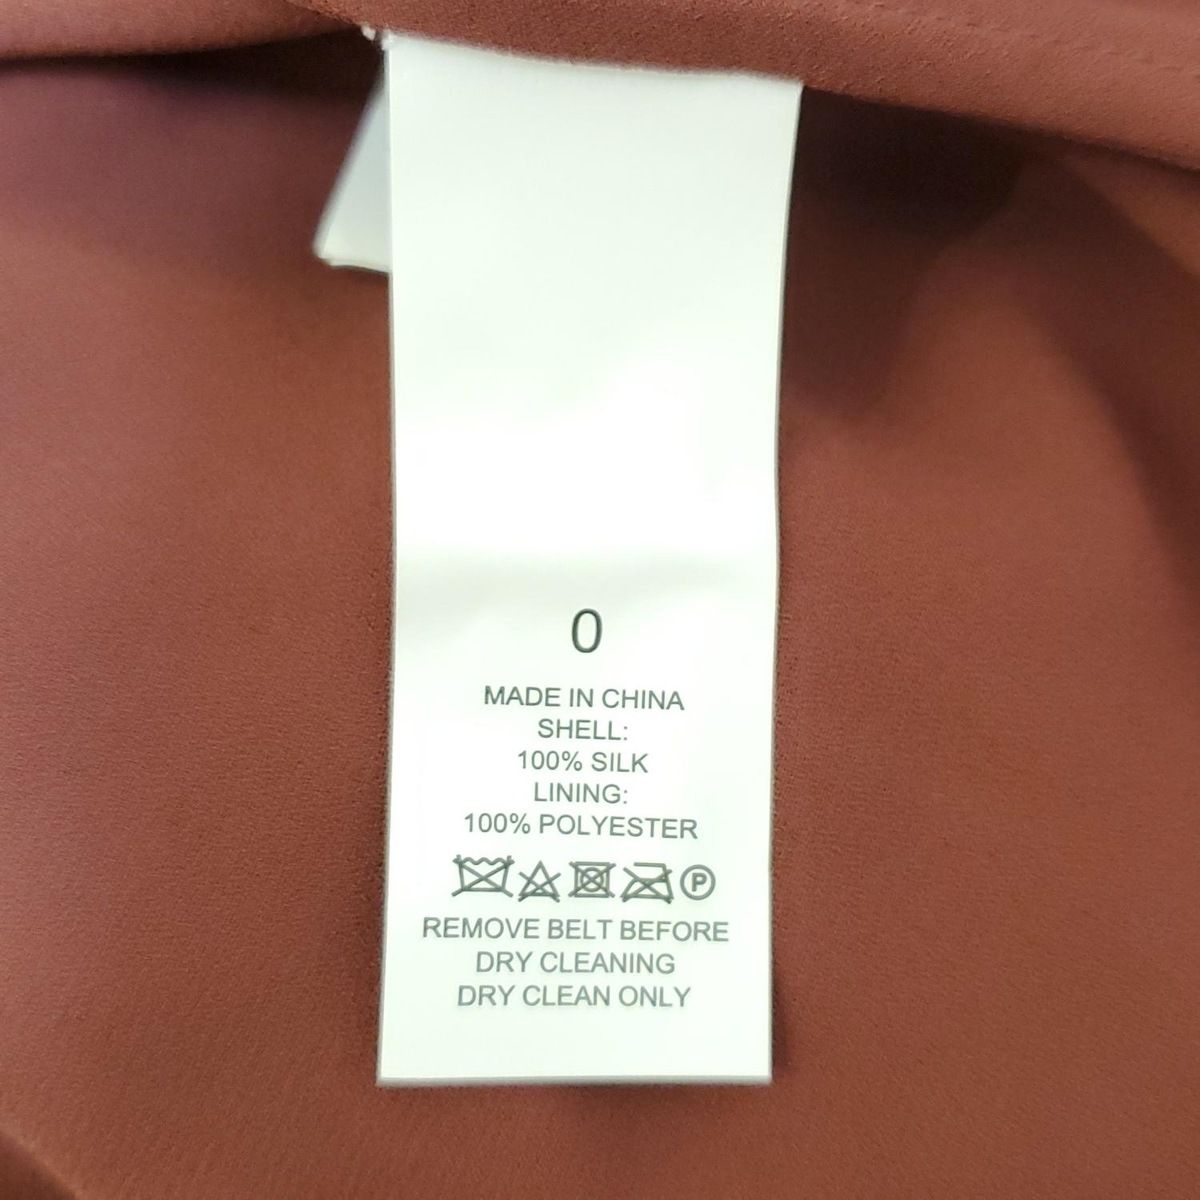 0
MADE IN CHINA
SHELL:
100% SILK
LINING:
100% POLYESTER
P
REMOVE BELT BEFORE
DRY CLEANING
DRY CLEAN ONLY